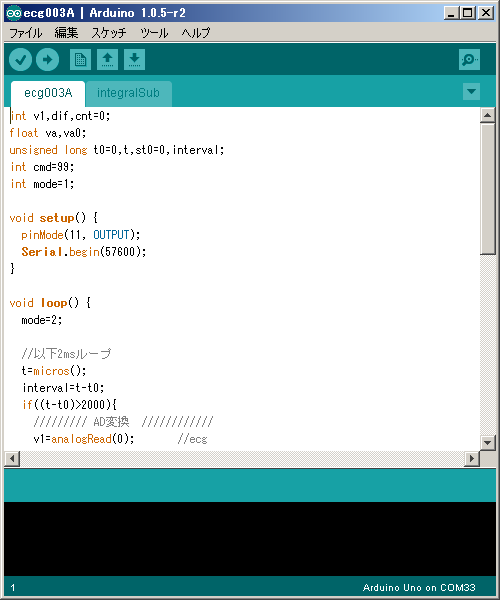 ecg003A | Arduino 1.0.5-r2
ファイル 編集 スケッチ ツール ヘルプ
ecg003A integralSub
int v1,dif,cnt=0;
float va,va0;
unsigned long t0=0,t,st0=0,interval;
int cmd=99;
int mode=1;
void setup() {
pinMode(11, OUTPUT);
Serial.begin(57600);
}
void loop() {
mode=2;
//以下2msループ
t=micros();
interval=t-t0;
if((t-t0)>2000){
///////// AD変換 ////////////
v1=analogRead(0); //ecg
1 Arduino Uno on COM33